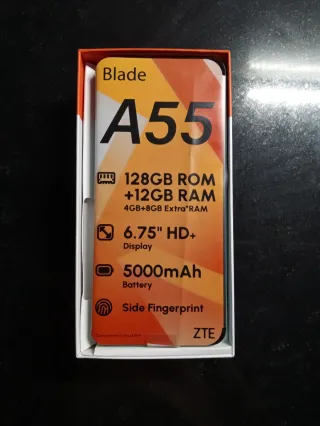 Blade
A55
128GB ROM
+12GB RAM
4GB+8GB Extra*RAM
6.75" HD+
Display
5000mAh
Battery
Side Fingerprint
ZTE